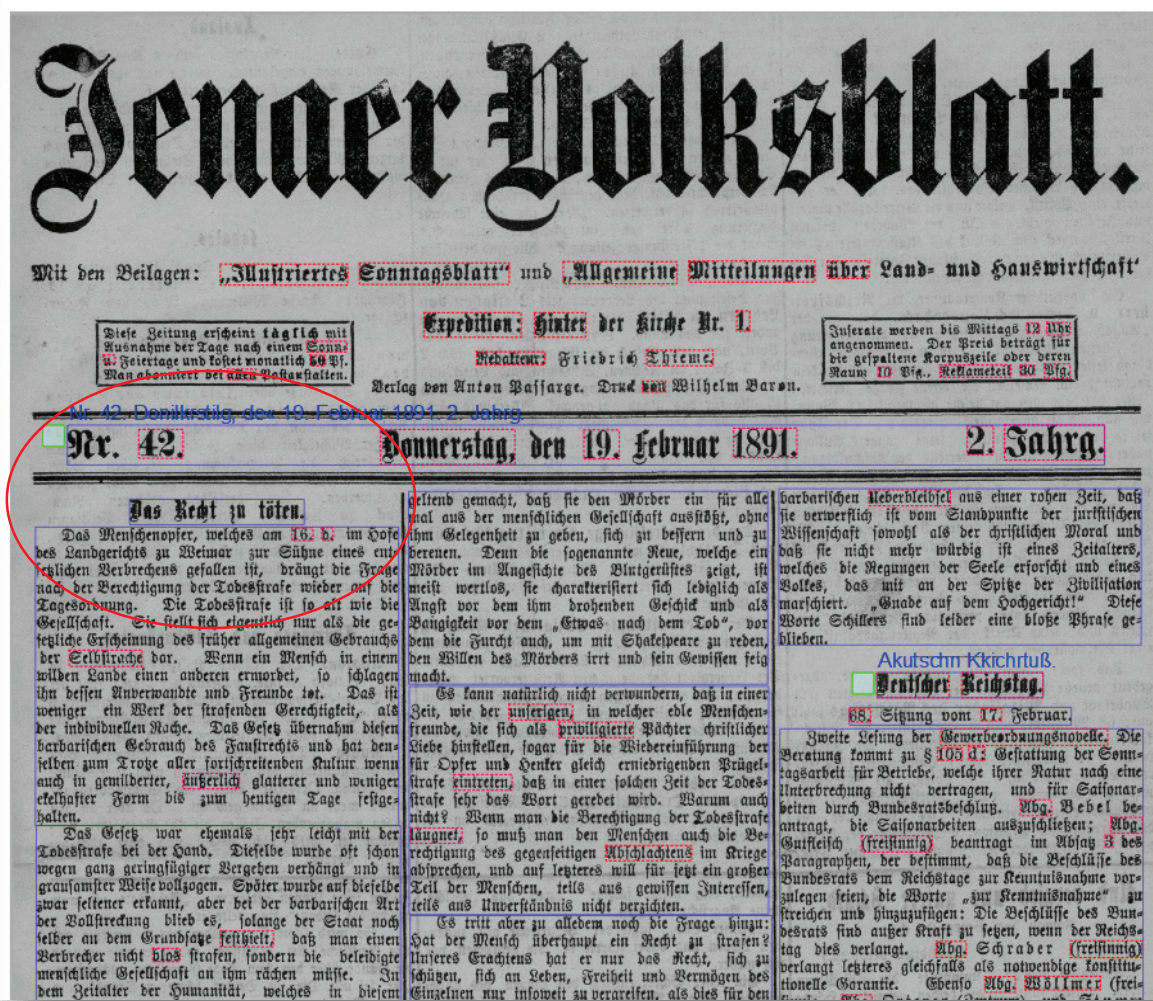 Jenaer Volksblatt.
Mit den Beilagen: „Illustriertes Sonntagsblatt“ und „Allgemeine Mitteilungen über Land- und Hauswirtschaft“
Diese Zeitung erscheint täglich mit
Ausnahme der Tage nach einem Sonn-
u. Feiertage und kostet monatlich 50 Pf.
Man abonniert bei allen Postanstalten.
Expedition: Hinter der Kirche Nr. 1.
Redakteur: Friedrich Thieme.
Verlag von Anton Passarge. Druck von Wilhelm Baron.
Inserate werden bis Mittags 12 Uhr
angenommen. Der Preis beträgt für
die gespaltene Korpuszeile oder deren
Raum 10 Pfg., Reklameteil 30 Pfg.
Nr. 42. Donilkrstilg, de« 19. Februar 1891. 2. Jahrg.
Nr. 42. Donnerstag, den 19. Februar 1891. 2. Jahrg.
Das Recht zu töten.
Das Menschenopfer, welches am 16. d. im Hofe
des Landgerichts zu Weimar zur Sühne eines ent-
setzlichen Verbrechens gefallen ist, drängt die Frage
nach der Berechtigung der Todesstrafe wieder auf die
Tagesordnung. Die Todesstrafe ist so alt wie die
Gesellschaft. Sie stellt sich eigentlich nur als die ge-
setzliche Erscheinung des früher allgemeinen Gebrauchs
der Selbstrache dar. Wenn ein Mensch in einem
wilden Lande einen anderen ermordet, so schlagen
ihn dessen Anverwandte und Freunde tot. Das ist
weniger ein Werk der strafenden Gerechtigkeit, als
der individuellen Rache. Das Gesetz übernahm diesen
barbarischen Gebrauch des Faustrechts und hat den-
selben zum Trotze aller fortschreitenden Kultur wenn
auch in gemilderter, äußerlich glatterer und weniger
ekelhafter Form bis zum heutigen Tage festge-
halten.
Das Gesetz war ehemals sehr leicht mit der
Todesstrafe bei der Hand. Dieselbe wurde oft schon
wegen ganz geringfügiger Vergehen verhängt und in
grausamster Weise vollzogen. Später wurde auf dieselbe
zwar seltener erkannt, aber bei der barbarischen Art
der Vollstreckung blieb es, solange der Staat noch
selber an dem Grundsatze festhielt, daß man einen
Verbrecher nicht blos strafen, sondern die beleidigte
menschliche Gesellschaft an ihm rächen müsse. In
dem Zeitalter der Humanität, welches in diesem
geltend gemacht, daß sie den Mörder ein für alle
mal aus der menschlichen Gesellschaft ausstößt, ohne
ihm Gelegenheit zu geben, sich zu bessern und zu
bereuen. Denn die sogenannte Reue, welche ein
Mörder im Angesichte des Blutgerüstes zeigt, ist
meist wertlos, sie charakterisiert sich lediglich als
Angst vor dem ihm drohenden Geschick und als
Bangigkeit vor dem „Etwas nach dem Tod“, vor
dem die Furcht auch, um mit Shakespeare zu reden,
den Willen des Mörders irrt und sein Gewissen feig
macht.
Es kann natürlich nicht verwundern, daß in einer
Zeit, wie der unserigen, in welcher edle Menschen-
freunde, die sich als priviligierte Pächter christlicher
Liebe hinstellen, sogar für die Wiedereinführung der
für Opfer und Henker gleich erniedrigenden Prügel-
strafe eintreten, daß in einer solchen Zeit der Todes-
strafe sehr das Wort geredet wird. Warum auch
nicht? Wenn man die Berechtigung der Todesstrafe
läugnet, so muß man den Menschen auch die Be-
rechtigung des gegenseitigen Abschlachtens im Kriege
absprechen, und auf letzteres will für jetzt ein großer
Teil der Menschen, teils aus gewissen Interessen,
teils aus Unverständnis nicht verzichten.
Es tritt aber zu alledem noch die Frage hinzu:
Hat der Mensch überhaupt ein Recht zu strafen?
Unseres Erachtens hat er nur das Recht, sich zu
schützen, sich an Leben, Freiheit und Vermögen des
Einzelnen nur insoweit zu vergreifen, als dies für den
barbarischen Ueberbleibsel aus einer rohen Zeit, daß
sie verwerflich ist vom Standpunkte der juristischen
Wissenschaft sowohl als der christlichen Moral und
daß sie nicht mehr würdig ist eines Zeitalters,
welches die Regungen der Seele erforscht und eines
Volkes, das mit an der Spitze der Zivilisation
marschiert. „Gnade auf dem Hochgericht!“ Diese
Worte Schillers sind leider eine bloße Phrase ge-
blieben.
Akutschn Kkichrtuß.
Deutscher Reichstag.
68. Sitzung vom 17. Februar.
Zweite Lesung der Gewerbeordnungsnovelle. Die
Beratung kommt zu § 105 d: Gestattung der Sonn-
tagsarbeit für Betriebe, welche ihrer Natur nach eine
Unterbrechung nicht vertragen, und für Saisonar-
beiten durch Bundesratsbeschluß. Abg. Bebel be-
antragt, die Saisonarbeiten auszuschließen; Abg.
Gutfleisch (freisinnig) beantragt im Absatz 3 des
Paragraphen, der bestimmt, daß die Beschlüsse des
Bundesrats dem Reichstage zur Kenntnisnahme vor-
zulegen seien, die Worte „zur Kenntnisnahme“ zu
streichen und hinzuzufügen: Die Beschlüsse des Bun-
desrats sind außer Kraft zu setzen, wenn der Reichs-
tag dies verlangt. Abg. Schrader (freisinnig)
verlangt letzteres gleichfalls als notwendige konstitu-
tionelle Garantie. Ebenso Abg. Wöllmer (frei-